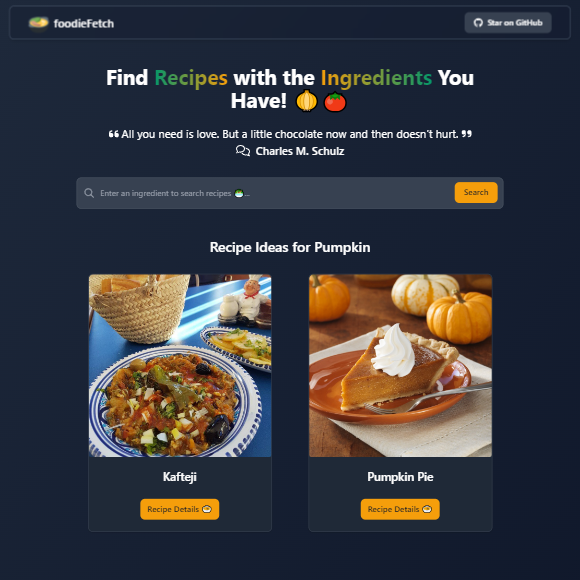 foodieFetch
Star on GitHub
Find Recipes with the Ingredients You
Have!
❝ All you need is love. But a little chocolate now and then doesn't hurt. ❞
Charles M. Schulz
Enter an ingredient to search recipes 🥗...
Search
Recipe Ideas for Pumpkin
Kafteji
Pumpkin Pie
Recipe Details
Recipe Details